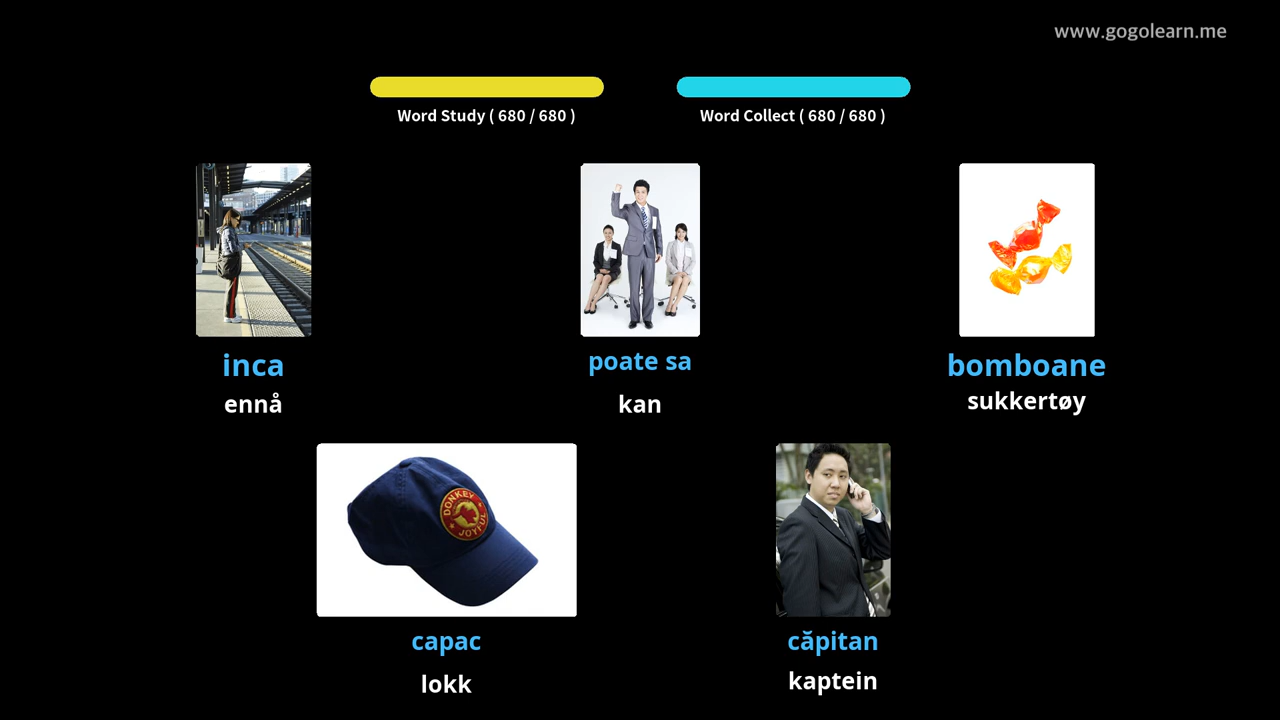 www.gogolearn.me
Word Study ( 680 / 680 )
Word Collect ( 680 / 680 )
inca
ennå
poate sa
kan
bomboane
sukkertøy
DONKEY
JOYFUL
capac
lokk
căpitan
kaptein